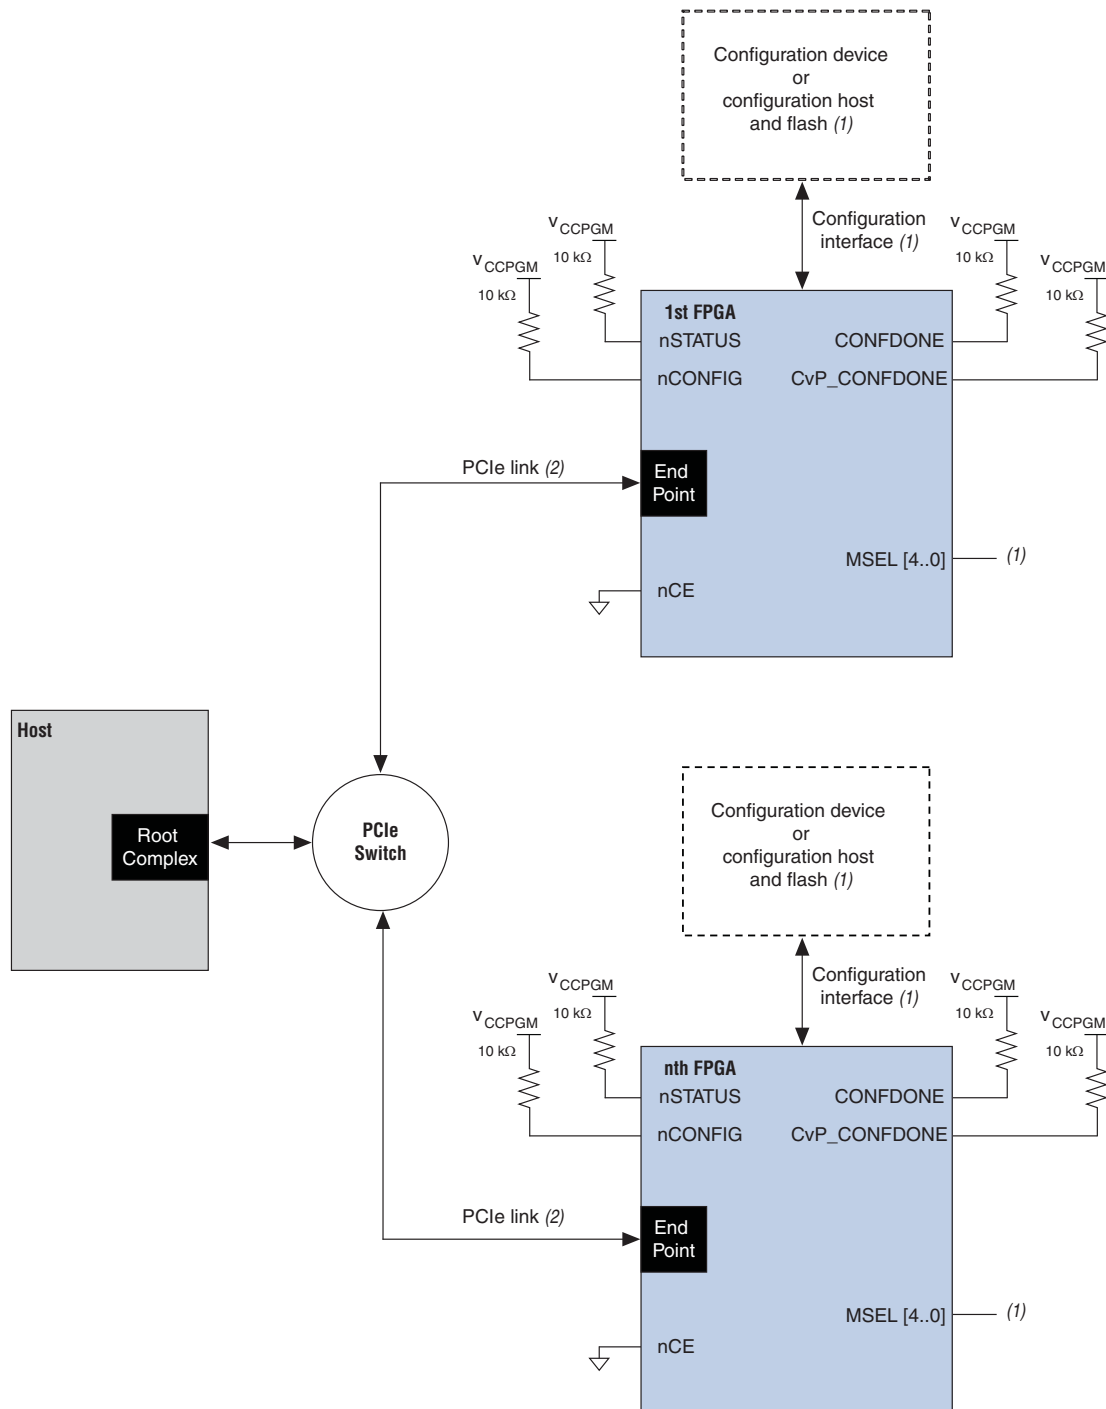 Configuration device
or
configuration host
and flash (1)
Configuration
interface (1)
VCCPGM
10 kΩ
VCCPGM
10 kΩ
VCCPGM
10 kΩ
VCCPGM
10 kΩ
1st FPGA
nSTATUS
CONFDONE
nCONFIG
CvP_CONFDONE
PCIe link (2)
End
Point
MSEL [4..0]
(1)
nCE
Host
Root
Complex
PCIe
Switch
Configuration device
or
configuration host
and flash (1)
Configuration
interface (1)
VCCPGM
10 kΩ
VCCPGM
10 kΩ
VCCPGM
10 kΩ
VCCPGM
10 kΩ
nth FPGA
nSTATUS
CONFDONE
nCONFIG
CvP_CONFDONE
PCIe link (2)
End
Point
MSEL [4..0]
(1)
nCE